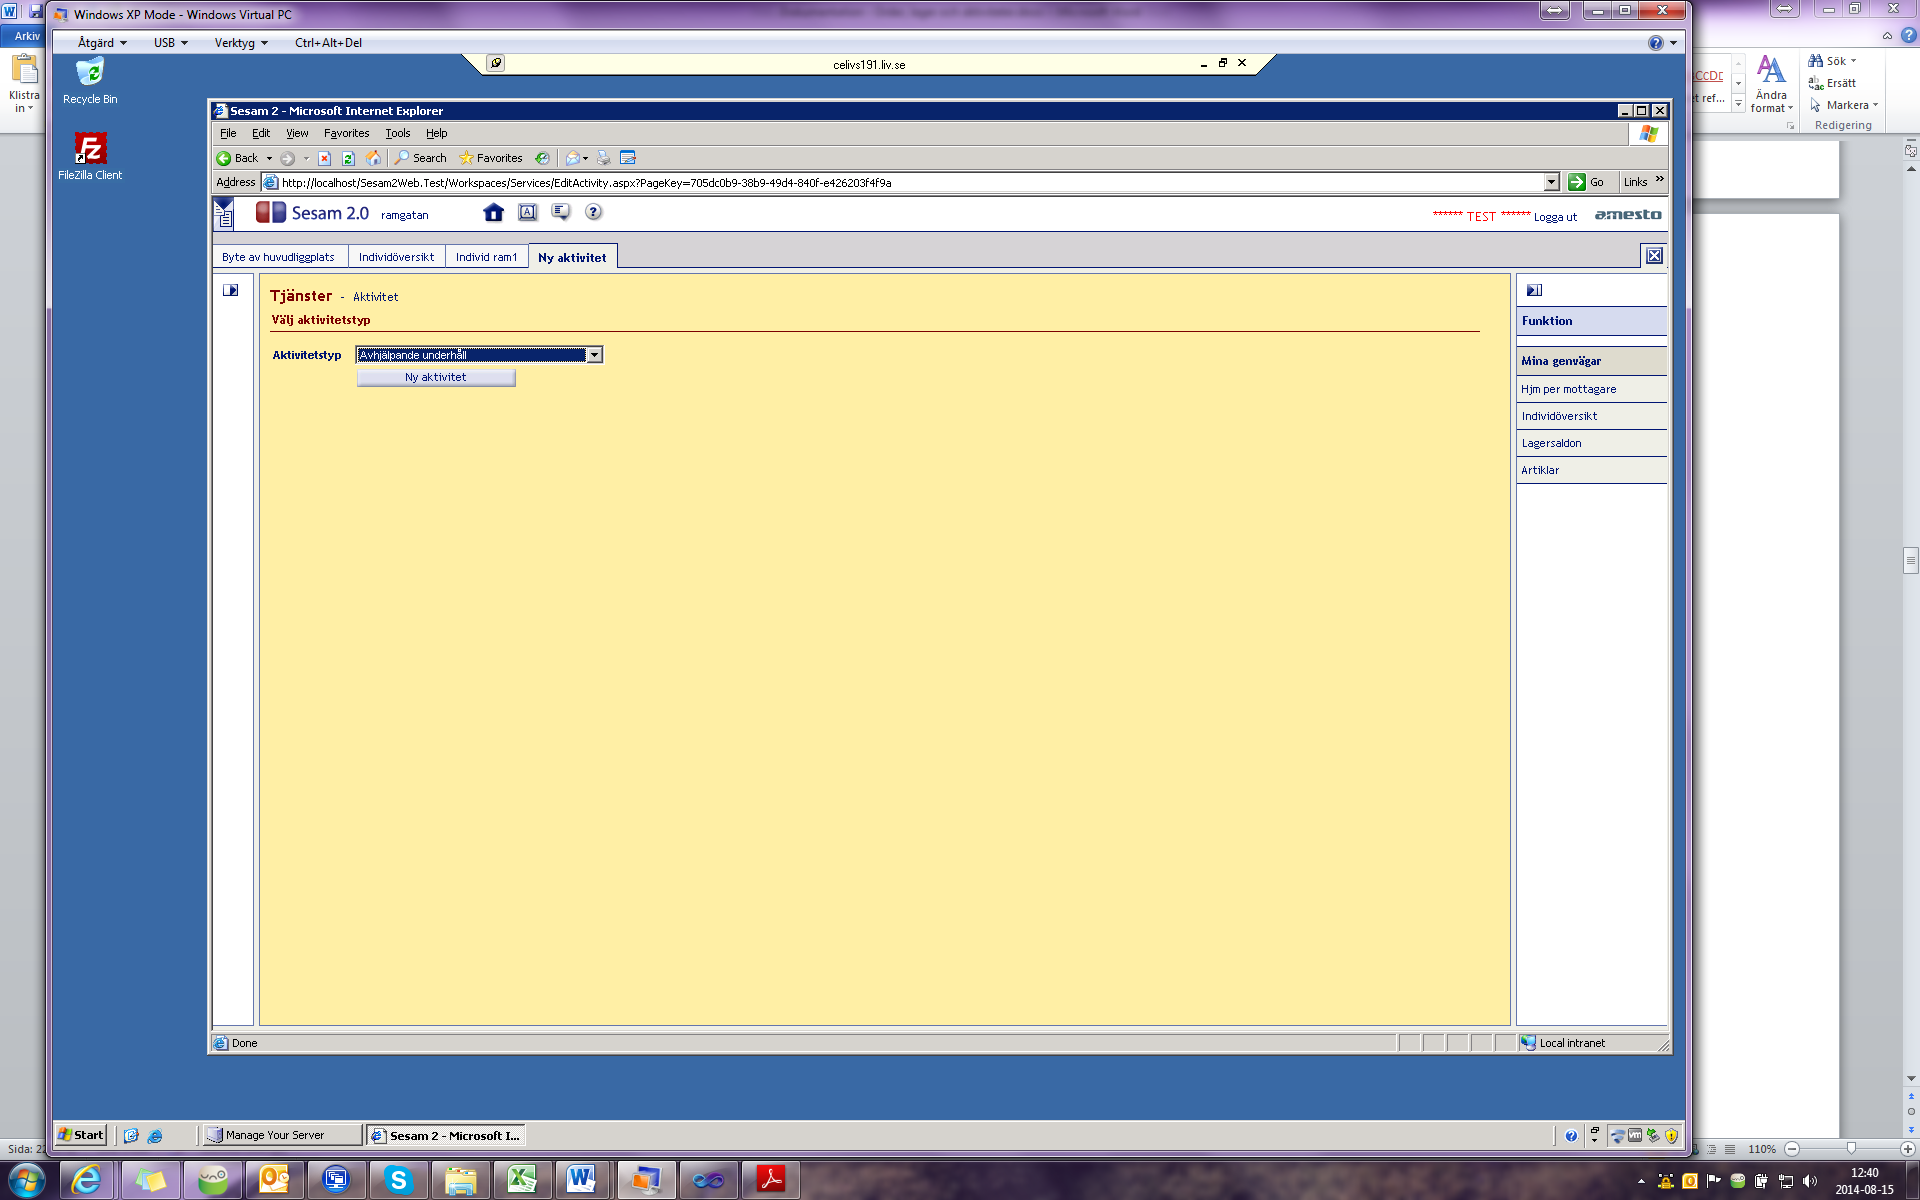 Windows XP Mode - Windows Virtual PC
Arkiv
Åtgärd USB Verktyg Ctrl+Alt+Del
celivs191.liv.se
Klistra
in
Recycle Bin
FileZilla Client
Sök
Ersätt
Markera
Redigering
Ändra
format
CcDc
t ref...
Sesam 2 - Microsoft Internet Explorer
File Edit View Favorites Tools Help
Back Search Favorites
Address http://localhost/Sesam2Web.Test/Workspaces/Services/EditActivity.aspx?PageKey=705dc0b9-38b9-49d4-840f-e426203f4f9a Go Links »
Sesam 2.0 ramgatan ****** TEST ****** Logga ut amesto
Byte av huvudliggplats Individöversikt Individ ram1 Ny aktivitet
Tjänster - Aktivitet
Välj aktivitetstyp
Aktivitetstyp Avhjälpande underhåll
Ny aktivitet
Funktion
Mina genvägar
Hjm per mottagare
Individöversikt
Lagersaldon
Artiklar
Done Local intranet
Start Manage Your Server Sesam 2 - Microsoft I...
Sida: 22 110%
12:40
2014-08-15